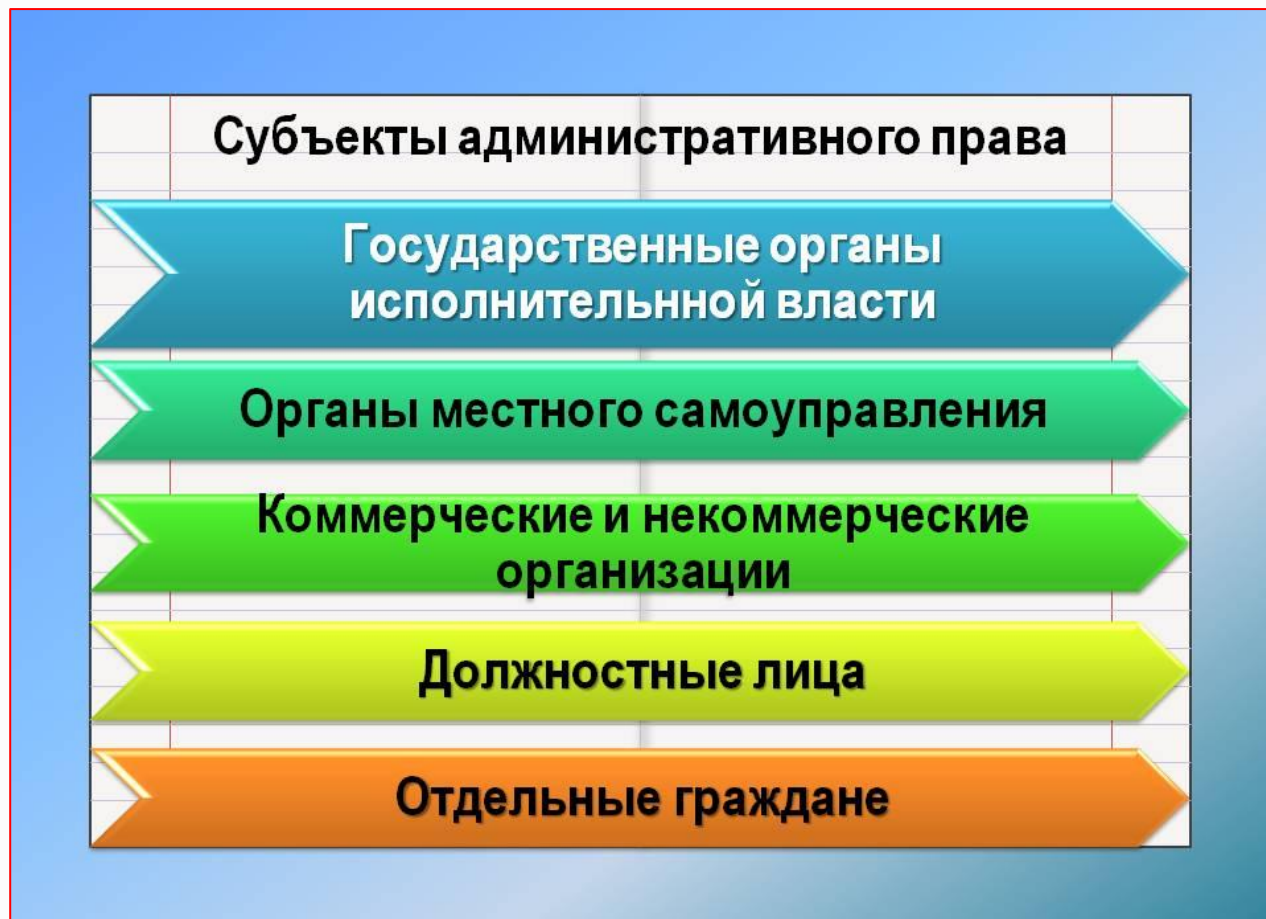 Субъекты административного права
Государственные органы
исполнительнной власти
Органы местного самоуправления
Коммерческие и некоммерческие
организации
Должностные лица
Отдельные граждане